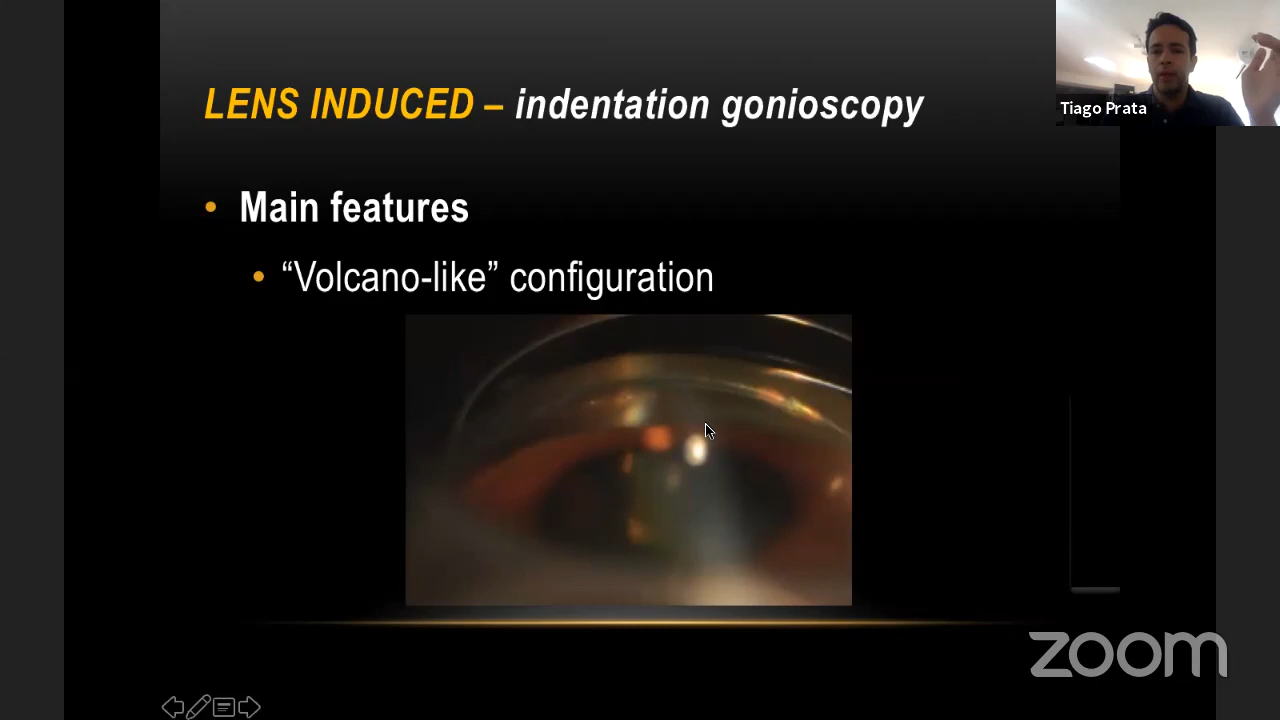 LENS INDUCED – indentation gonioscopy
Tiago Prata
• Main features
• “Volcano-like” configuration
zoom